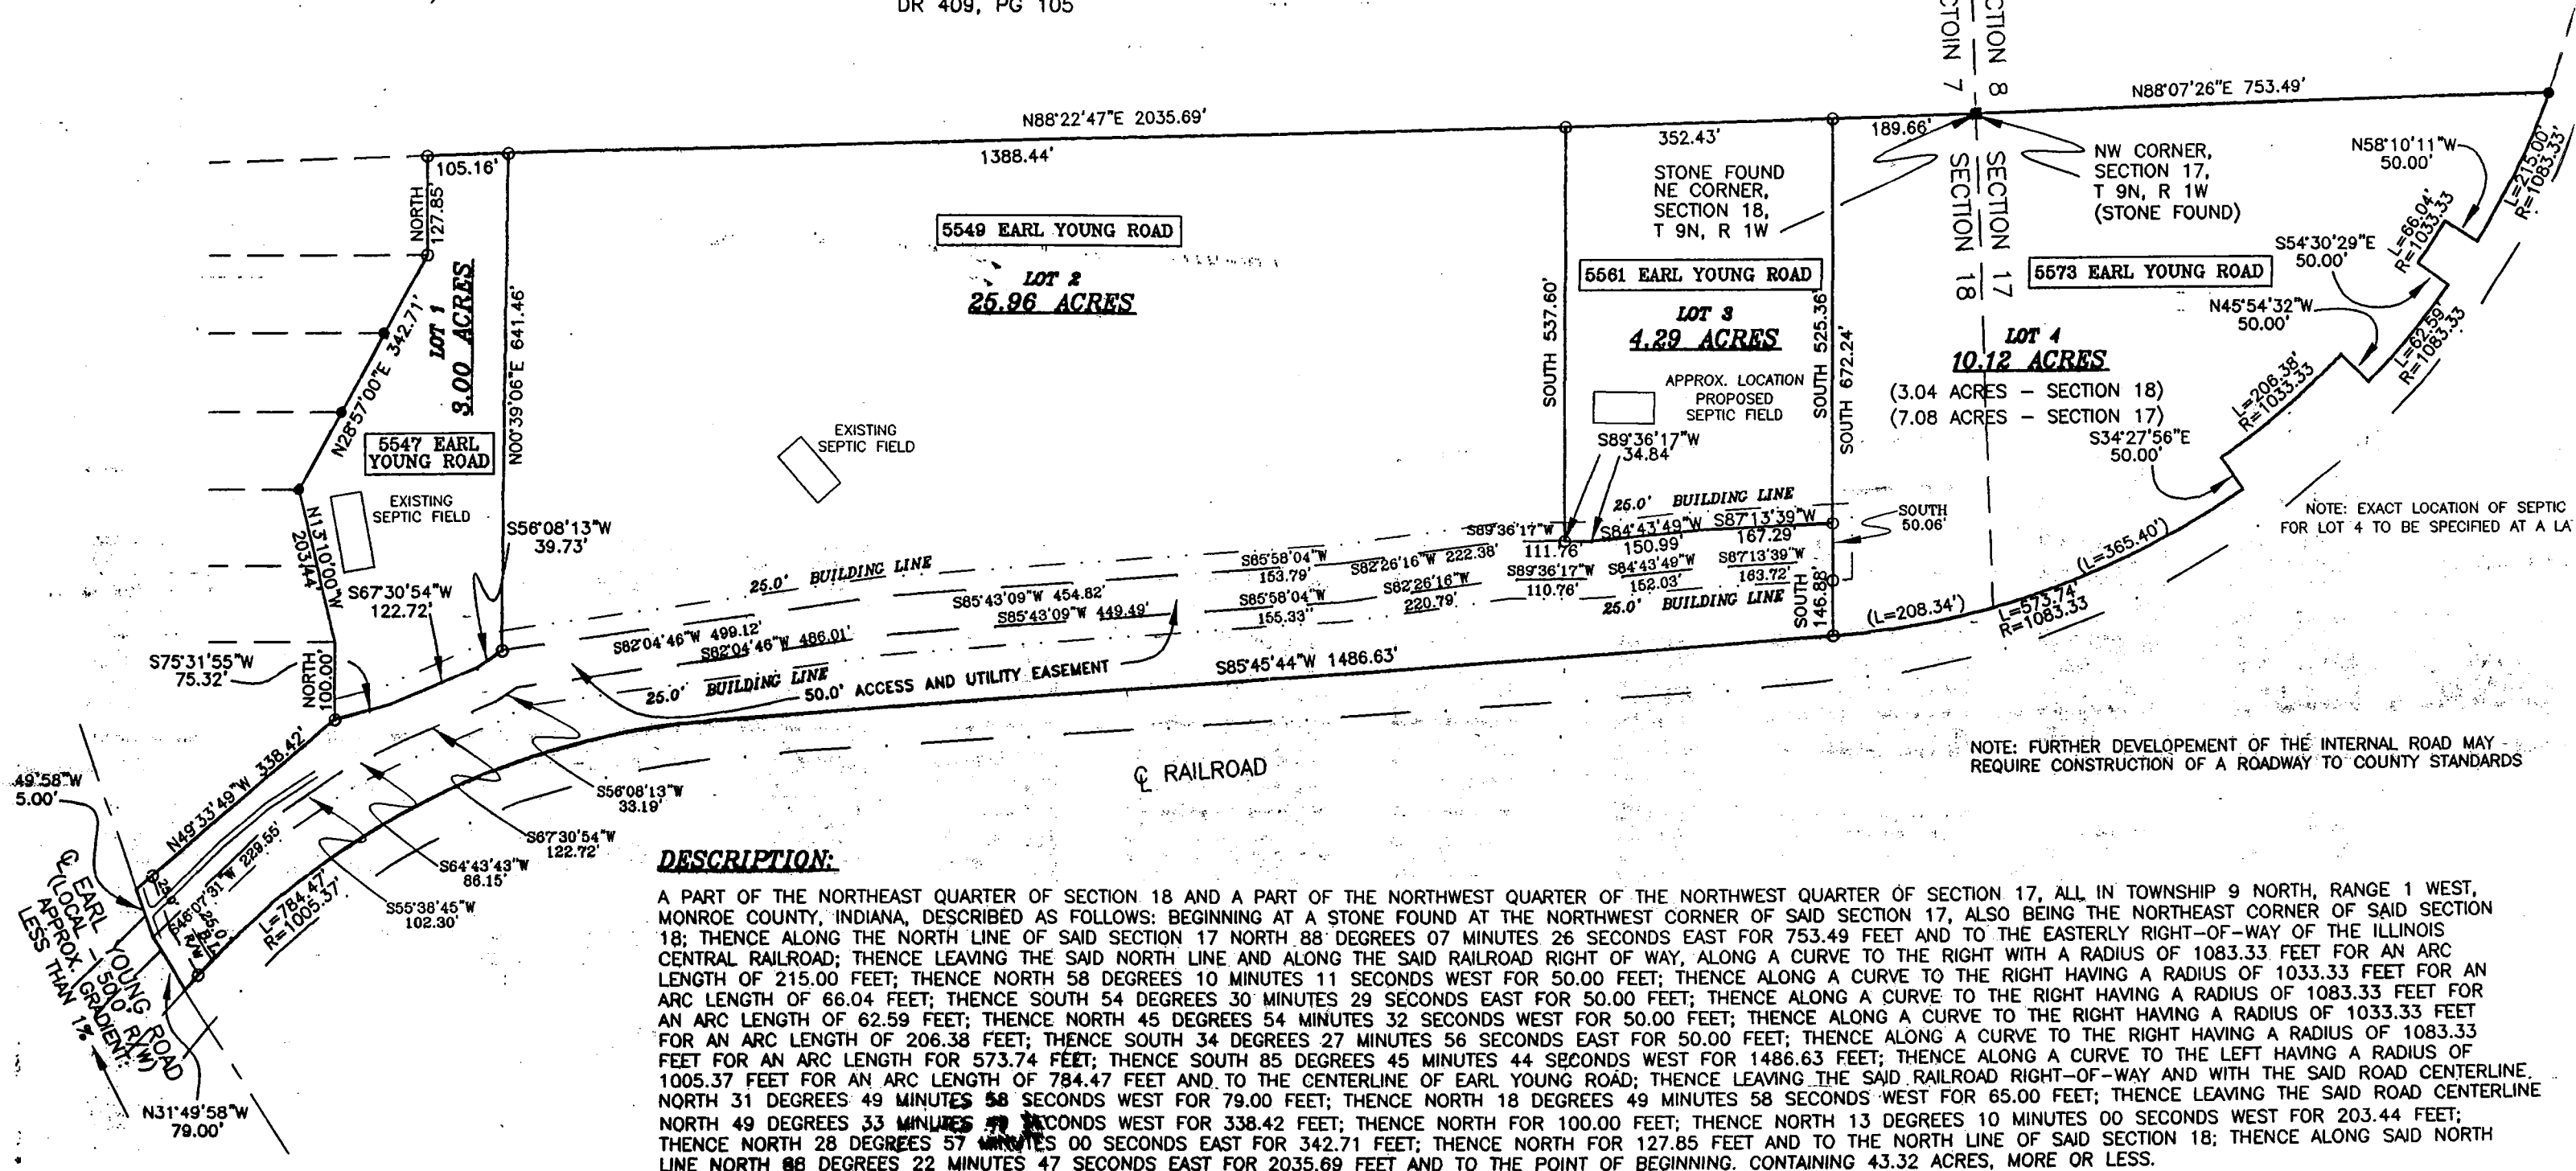 DR 409, PG 105
CTOIN 7
CTION 8
N88°22'47"E 2035.69'
N88°07'26"E 753.49'
105.16'
1388.44'
352.43'
189.66'
NORTH
127.85'
STONE FOUND
NE CORNER,
SECTION 18,
T 9N, R 1W
SECTION 18
SECTION 17
NW CORNER,
SECTION 17,
T 9N, R 1W
(STONE FOUND)
N58°10'11"W
50.00'
L=215.00'
R=1083.33'
L=66.04'
R=1033.33
S54°30'29"E
50.00'
N45°54'32"W
50.00'
L=62.59'
R=1083.33
L=206.38'
R=1033.33
S34°27'56"E
50.00'
5549 EARL YOUNG ROAD
LOT 2
25.96 ACRES
5561 EARL YOUNG ROAD
LOT 3
4.29 ACRES
5573 EARL YOUNG ROAD
LOT 4
10.12 ACRES
(3.04 ACRES - SECTION 18)
(7.08 ACRES - SECTION 17)
LOT 1
3.00 ACRES
N28°57'00"E 342.71'
N00°39'06"E 641.46'
SOUTH 537.60'
SOUTH 525.36'
SOUTH 672.24'
5547 EARL
YOUNG ROAD
EXISTING
SEPTIC FIELD
EXISTING
SEPTIC FIELD
APPROX. LOCATION
PROPOSED
SEPTIC FIELD
S89°36'17"W
34.84'
N13°10'00"W
203.44'
S56°08'13"W
39.73'
S67°30'54"W
122.72'
S75°31'55"W
75.32'
NORTH
100.00'
25.0' BUILDING LINE
25.0' BUILDING LINE
S82°04'46"W 499.12'
S82°04'46"W 486.01'
S85°43'09"W 454.82'
S85°43'09"W 449.49'
S85°58'04"W
153.79'
S85°58'04"W
155.33'
S82°26'16"W 222.38'
S82°26'16"W
220.79'
S89°36'17"W
111.76'
S89°36'17"W
110.76'
S84°43'49"W
150.99'
S84°43'49"W
152.03'
S87°13'39"W
167.29'
S87°13'39"W
163.72'
25.0' BUILDING LINE
25.0' BUILDING LINE
50.0' ACCESS AND UTILITY EASEMENT
SOUTH
50.06'
SOUTH
146.88'
S85°45'44"W 1486.63'
(L=208.34')
(L=365.40')
L=573.74'
R=1083.33
NOTE: EXACT LOCATION OF SEPTIC
FOR LOT 4 TO BE SPECIFIED AT A LA
NOTE: FURTHER DEVELOPEMENT OF THE INTERNAL ROAD MAY
REQUIRE CONSTRUCTION OF A ROADWAY TO COUNTY STANDARDS
℄ RAILROAD
N49°33'49"W 338.42'
49'58"W
5.00'
S46°07'31"W 229.55'
25.0'
B.L.
R/W
L=784.47'
R=1005.37'
S56°08'13"W
33.19'
S67°30'54"W
122.72'
S64°43'43"W
86.15'
S55°38'45"W
102.30'
℄ EARL YOUNG ROAD
(LOCAL - 50.0' R/W)
APPROX. GRADIENT:
LESS THAN 1%
N31°49'58"W
79.00'
DESCRIPTION:
A PART OF THE NORTHEAST QUARTER OF SECTION 18 AND A PART OF THE NORTHWEST QUARTER OF THE NORTHWEST QUARTER OF SECTION 17, ALL IN TOWNSHIP 9 NORTH, RANGE 1 WEST,
MONROE COUNTY, INDIANA, DESCRIBED AS FOLLOWS: BEGINNING AT A STONE FOUND AT THE NORTHWEST CORNER OF SAID SECTION 17, ALSO BEING THE NORTHEAST CORNER OF SAID SECTION
18; THENCE ALONG THE NORTH LINE OF SAID SECTION 17 NORTH 88 DEGREES 07 MINUTES 26 SECONDS EAST FOR 753.49 FEET AND TO THE EASTERLY RIGHT-OF-WAY OF THE ILLINOIS
CENTRAL RAILROAD; THENCE LEAVING THE SAID NORTH LINE AND ALONG THE SAID RAILROAD RIGHT OF WAY, ALONG A CURVE TO THE RIGHT WITH A RADIUS OF 1083.33 FEET FOR AN ARC
LENGTH OF 215.00 FEET; THENCE NORTH 58 DEGREES 10 MINUTES 11 SECONDS WEST FOR 50.00 FEET; THENCE ALONG A CURVE TO THE RIGHT HAVING A RADIUS OF 1033.33 FEET FOR AN
ARC LENGTH OF 66.04 FEET; THENCE SOUTH 54 DEGREES 30 MINUTES 29 SECONDS EAST FOR 50.00 FEET; THENCE ALONG A CURVE TO THE RIGHT HAVING A RADIUS OF 1083.33 FEET FOR
AN ARC LENGTH OF 62.59 FEET; THENCE NORTH 45 DEGREES 54 MINUTES 32 SECONDS WEST FOR 50.00 FEET; THENCE ALONG A CURVE TO THE RIGHT HAVING A RADIUS OF 1033.33 FEET
FOR AN ARC LENGTH OF 206.38 FEET; THENCE SOUTH 34 DEGREES 27 MINUTES 56 SECONDS EAST FOR 50.00 FEET; THENCE ALONG A CURVE TO THE RIGHT HAVING A RADIUS OF 1083.33
FEET FOR AN ARC LENGTH FOR 573.74 FEET; THENCE SOUTH 85 DEGREES 45 MINUTES 44 SECONDS WEST FOR 1486.63 FEET; THENCE ALONG A CURVE TO THE LEFT HAVING A RADIUS OF
1005.37 FEET FOR AN ARC LENGTH OF 784.47 FEET AND TO THE CENTERLINE OF EARL YOUNG ROAD; THENCE LEAVING THE SAID RAILROAD RIGHT-OF-WAY AND WITH THE SAID ROAD CENTERLINE.
NORTH 31 DEGREES 49 MINUTES 58 SECONDS WEST FOR 79.00 FEET; THENCE NORTH 18 DEGREES 49 MINUTES 58 SECONDS WEST FOR 65.00 FEET; THENCE LEAVING THE SAID ROAD CENTERLINE
NORTH 49 DEGREES 33 MINUTES SECONDS WEST FOR 338.42 FEET; THENCE NORTH FOR 100.00 FEET; THENCE NORTH 13 DEGREES 10 MINUTES 00 SECONDS WEST FOR 203.44 FEET;
THENCE NORTH 28 DEGREES 57 MINUTES 00 SECONDS EAST FOR 342.71 FEET; THENCE NORTH FOR 127.85 FEET AND TO THE NORTH LINE OF SAID SECTION 18; THENCE ALONG SAID NORTH
LINE NORTH 88 DEGREES 22 MINUTES 47 SECONDS EAST FOR 2035.69 FEET AND TO THE POINT OF BEGINNING. CONTAINING 43.32 ACRES, MORE OR LESS.